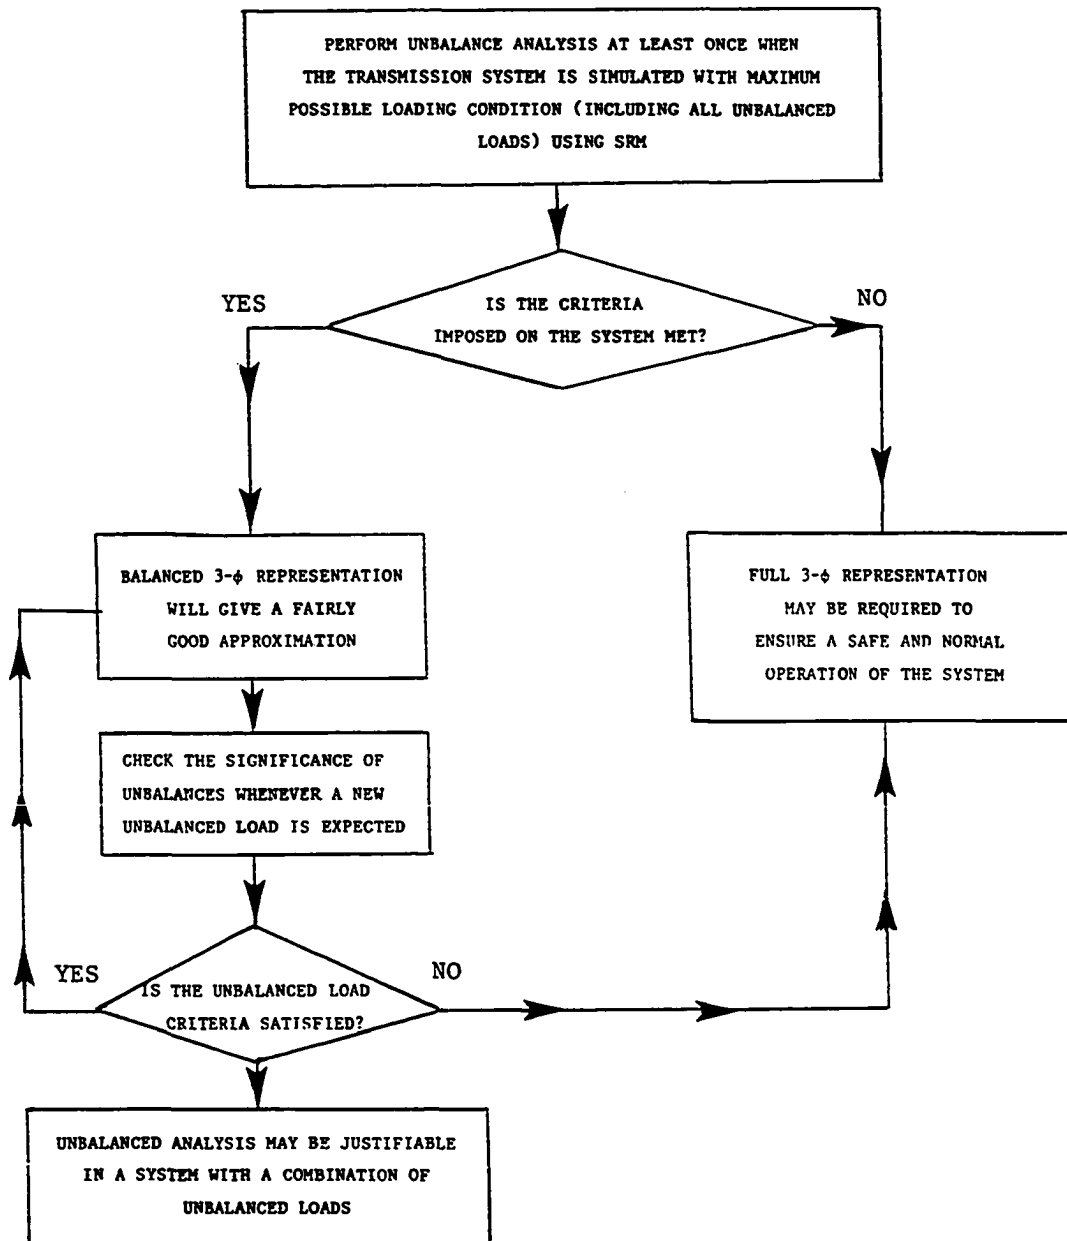 PERFORM UNBALANCE ANALYSIS AT LEAST ONCE WHEN
THE TRANSMISSION SYSTEM IS SIMULATED WITH MAXIMUM
POSSIBLE LOADING CONDITION (INCLUDING ALL UNBALANCED
LOADS) USING SRM
IS THE CRITERIA
IMPOSED ON THE SYSTEM MET?
YES
NO
BALANCED 3-ϕ REPRESENTATION
WILL GIVE A FAIRLY
GOOD APPROXIMATION
FULL 3-ϕ REPRESENTATION
MAY BE REQUIRED TO
ENSURE A SAFE AND NORMAL
OPERATION OF THE SYSTEM
CHECK THE SIGNIFICANCE OF
UNBALANCES WHENEVER A NEW
UNBALANCED LOAD IS EXPECTED
YES
NO
IS THE UNBALANCED LOAD
CRITERIA SATISFIED?
UNBALANCED ANALYSIS MAY BE JUSTIFIABLE
IN A SYSTEM WITH A COMBINATION OF
UNBALANCED LOADS